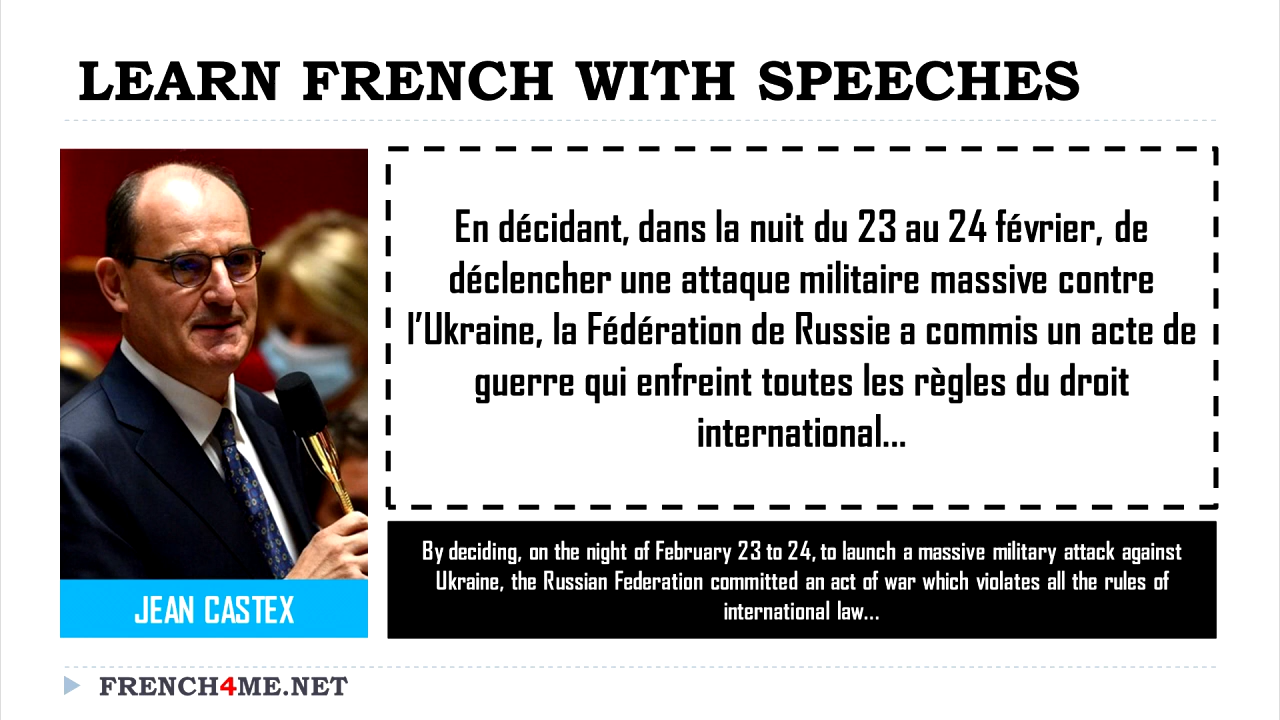 LEARN FRENCH WITH SPEECHES
En décidant, dans la nuit du 23 au 24 février, de
déclencher une attaque militaire massive contre
l’Ukraine, la Fédération de Russie a commis un acte de
guerre qui enfreint toutes les règles du droit
international...
By deciding, on the night of February 23 to 24, to launch a massive military attack against
Ukraine, the Russian Federation committed an act of war which violates all the rules of
international law...
JEAN CASTEX
FRENCH4ME.NET